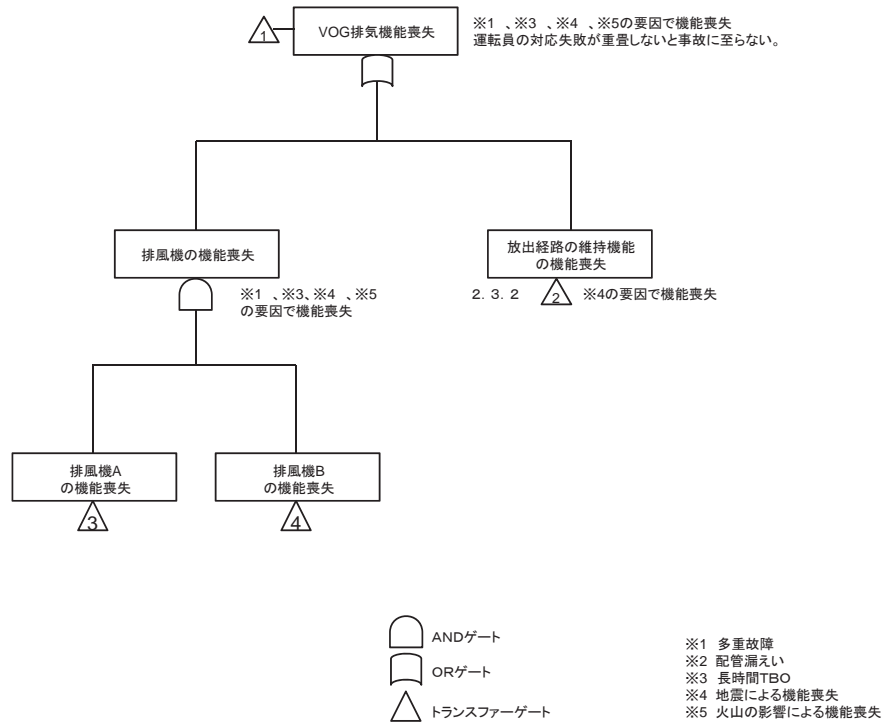 1
VOG排気機能喪失
※1 、※3 、※4 、※5の要因で機能喪失
運転員の対応失敗が重畳しないと事故に至らない。
排風機の機能喪失
※1 、※3、※4 、※5
の要因で機能喪失
放出経路の維持機能
の機能喪失
2. 3. 2
2
※4の要因で機能喪失
排風機A
の機能喪失
3
排風機B
の機能喪失
4
ANDゲート
ORゲート
トランスファーゲート
※1 多重故障
※2 配管漏えい
※3 長時間TBO
※4 地震による機能喪失
※5 火山の影響による機能喪失